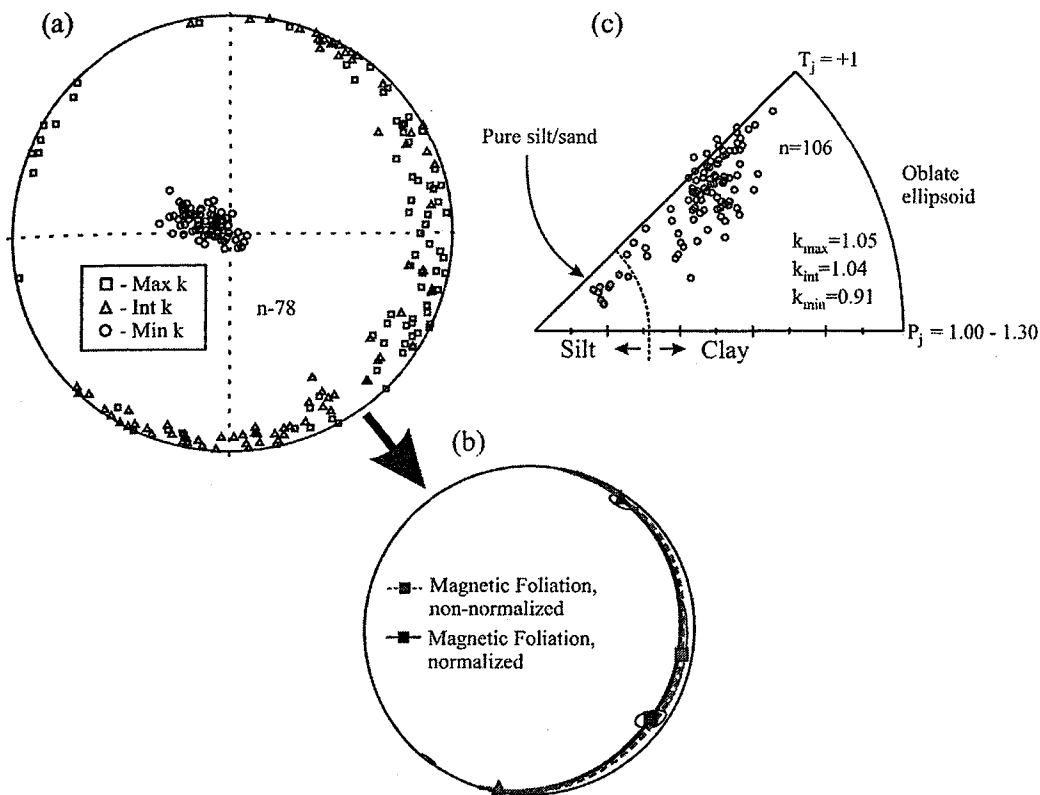 (a)
□ - Max k
△ - Int k
○ - Min k
n-78
(c)
T_j = +1
Pure silt/sand
n=106
Oblate
ellipsoid
k_max=1.05
k_int=1.04
k_min=0.91
P_j = 1.00 - 1.30
Silt
Clay
(b)
Magnetic Foliation,
non-normalized
Magnetic Foliation,
normalized